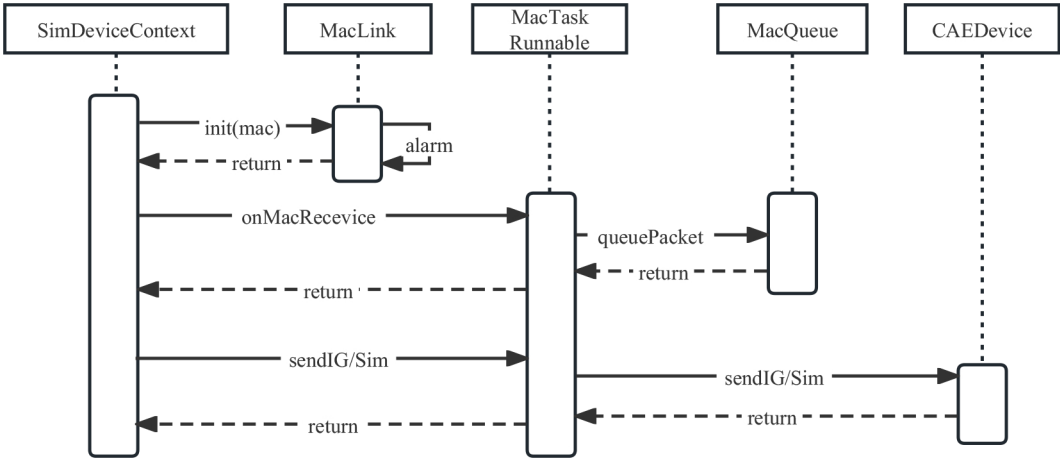 SimDeviceContext
MacLink
MacTask
Runnable
MacQueue
CAEDevice
init(mac)
alarm
return
onMacRecevice
queuePacket
return
return
sendIG/Sim
sendIG/Sim
return
return